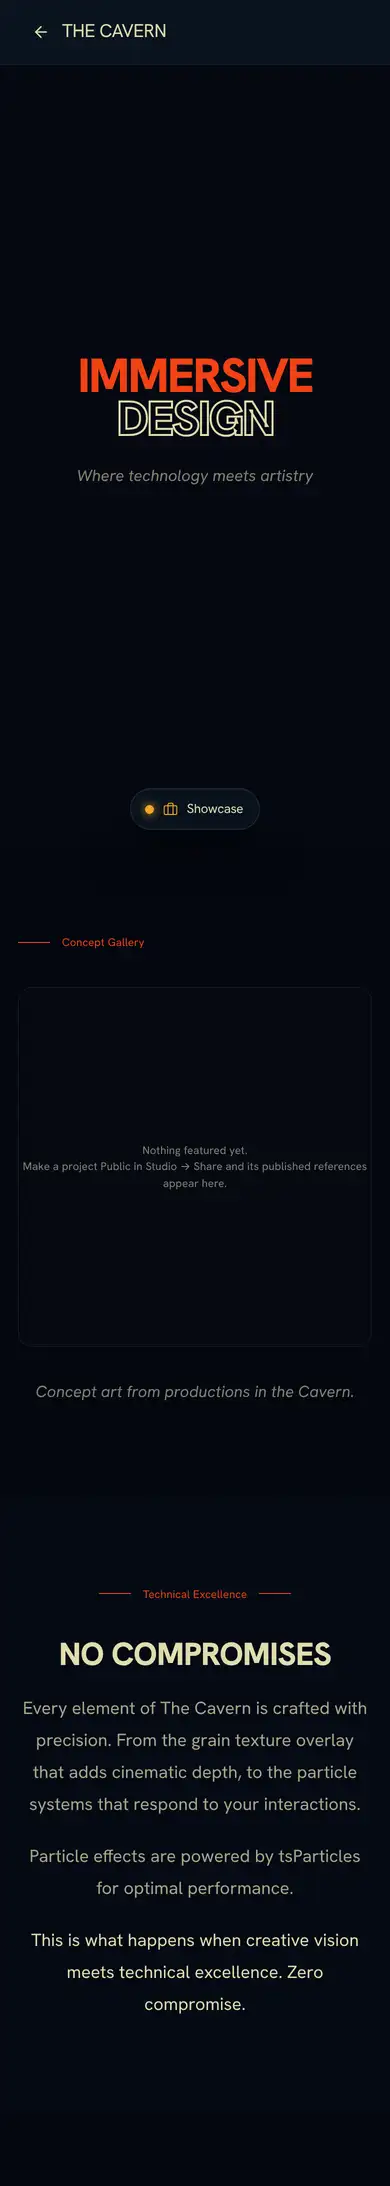 THE CAVERN
IMMERSIVE
DESIGN
Where technology meets artistry
Showcase
Concept Gallery
Nothing featured yet.
Make a project Public in Studio → Share and its published references
appear here.
Concept art from productions in the Cavern.
Technical Excellence
NO COMPROMISES
Every element of The Cavern is crafted with
precision. From the grain texture overlay
that adds cinematic depth, to the particle
systems that respond to your interactions.
Particle effects are powered by tsParticles
for optimal performance.
This is what happens when creative vision
meets technical excellence. Zero
compromise.